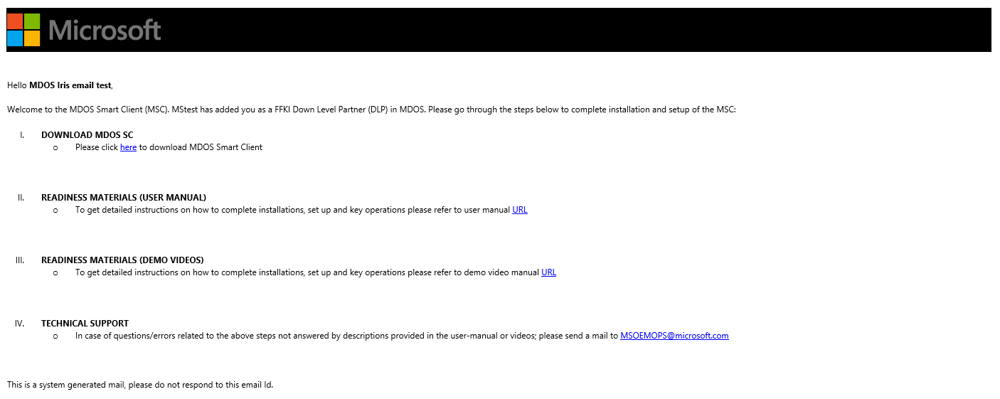 Microsoft
Hello MDOS Iris email test,
Welcome to the MDOS Smart Client (MSC). MStest has added you as a FFKI Down Level Partner (DLP) in MDOS. Please go through the steps below to complete installation and setup of the MSC:
I. DOWNLOAD MDOS SC
o Please click here to download MDOS Smart Client
II. READINESS MATERIALS (USER MANUAL)
o To get detailed instructions on how to complete installations, set up and key operations please refer to user manual URL
III. READINESS MATERIALS (DEMO VIDEOS)
o To get detailed instructions on how to complete installations, set up and key operations please refer to demo video manual URL
IV. TECHNICAL SUPPORT
o In case of questions/errors related to the above steps not answered by descriptions provided in the user-manual or videos; please send a mail to MSOEMOPS@microsoft.com
This is a system generated mail, please do not respond to this email Id.